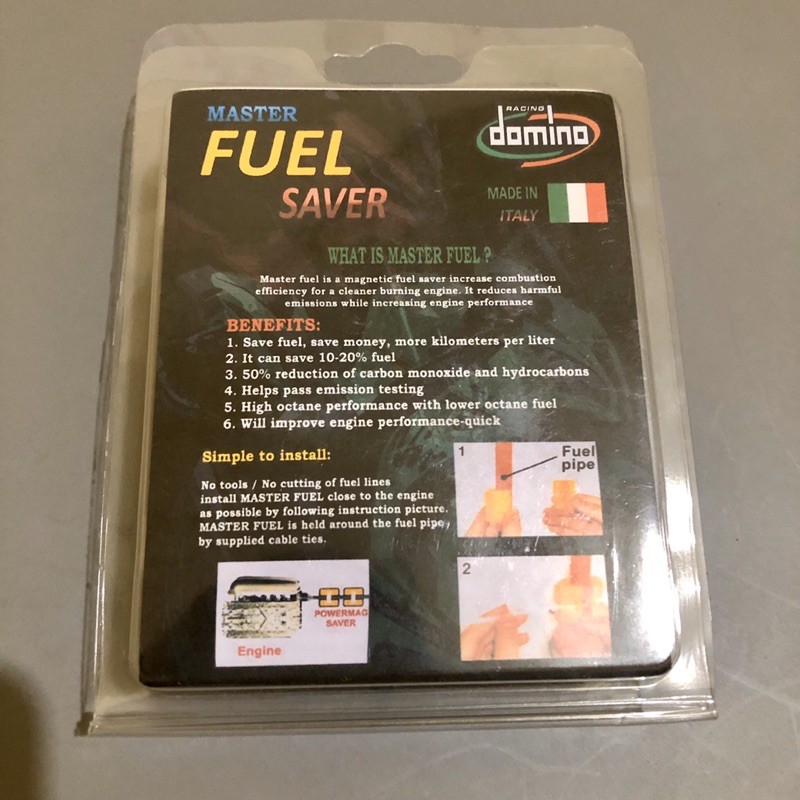 MASTER
FUEL
SAVER
RACING
domino
MADE IN
ITALY
WHAT IS MASTER FUEL ?
Master fuel is a magnetic fuel saver increase combustion
efficiency for a cleaner burning engine. It reduces harmful
emissions while increasing engine performance
BENEFITS:
1. Save fuel, save money, more kilometers per liter
2. It can save 10-20% fuel
3. 50% reduction of carbon monoxide and hydrocarbons
4. Helps pass emission testing
5. High octane performance with lower octane fuel
6. Will improve engine performance-quick
Simple to install:
No tools / No cutting of fuel lines
install MASTER FUEL close to the engine
as possible by following instruction picture.
MASTER FUEL is held around the fuel pipe,
by supplied cable ties.
1
Fuel
pipe
2
POWERMAG
SAVER
Engine